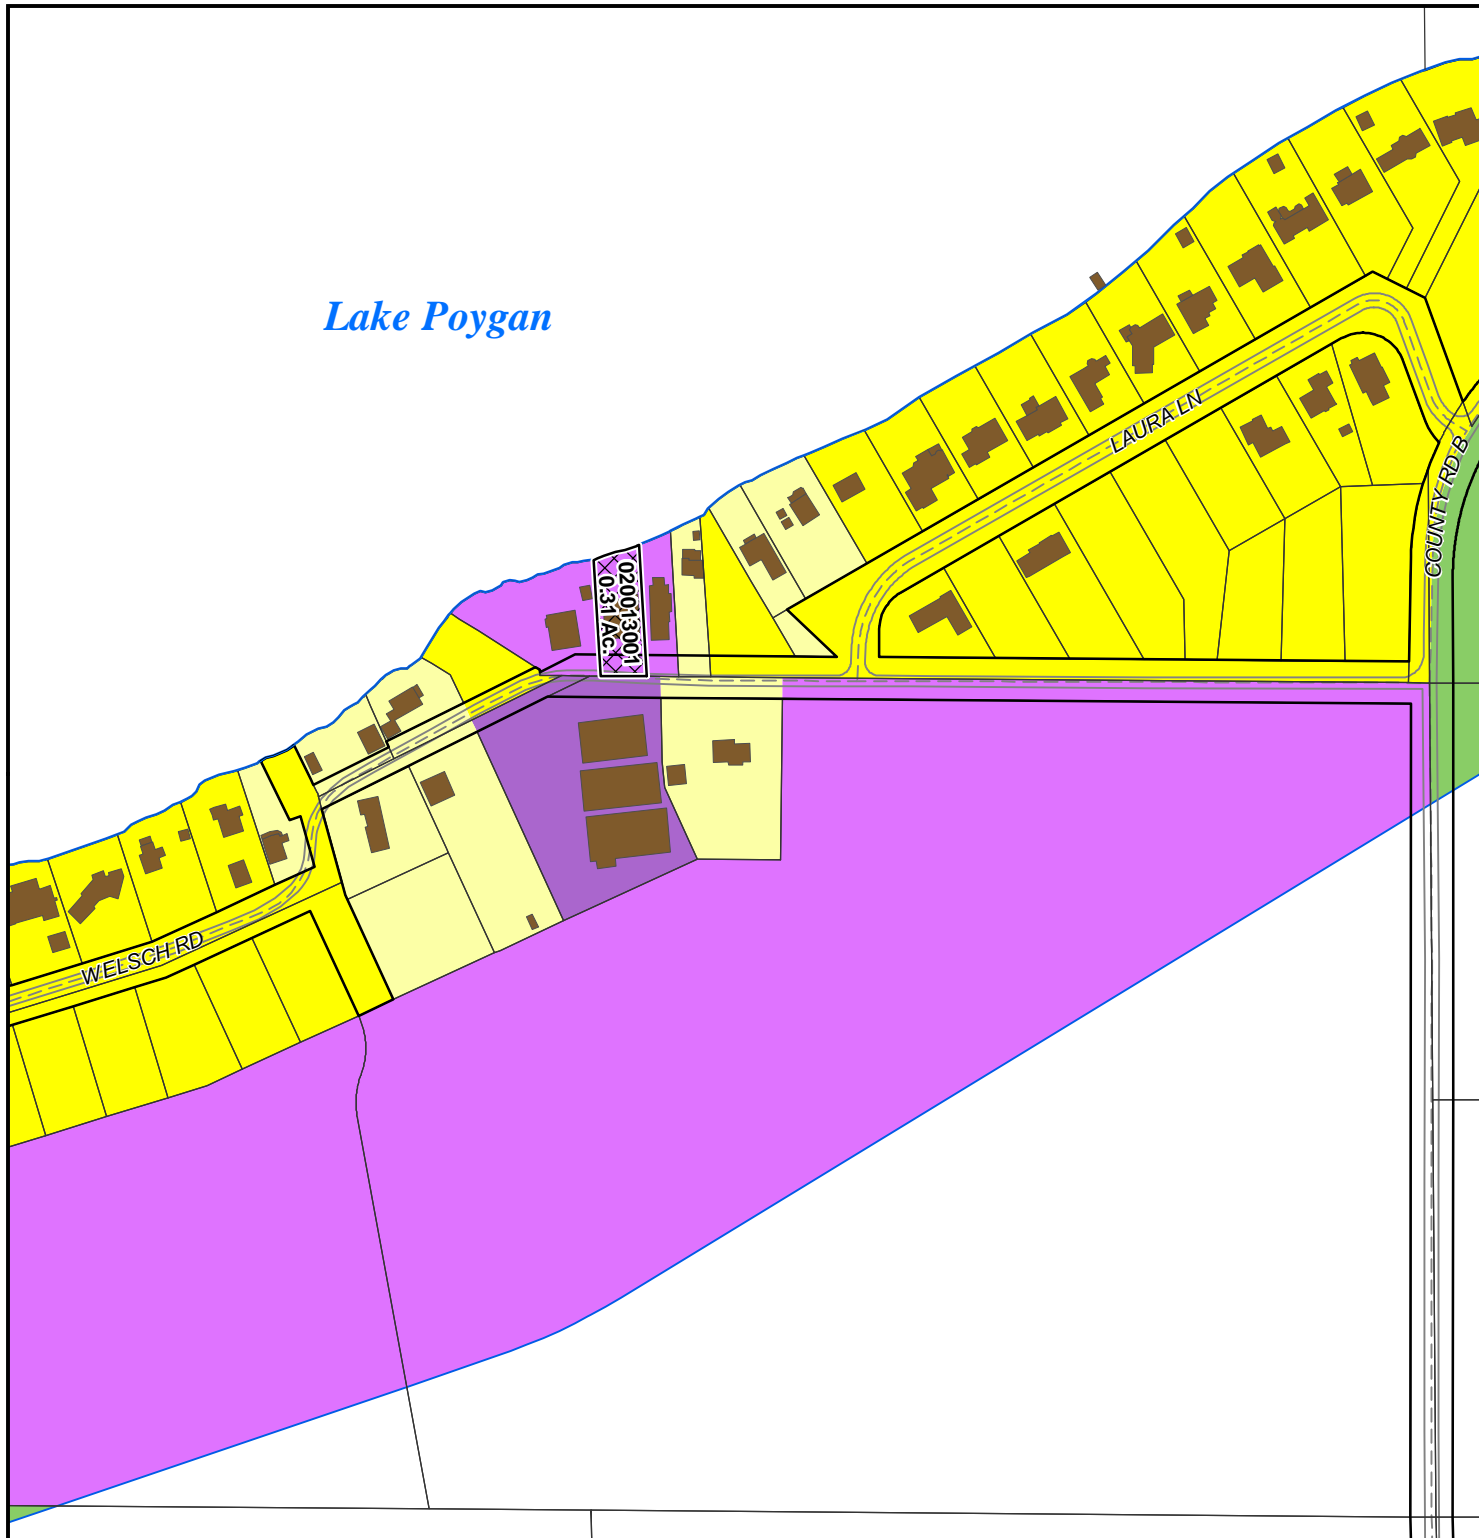 Lake Poygan
LAURA LN
COUNTY RD B
020013001
0.31 Ac.
WELSCH RD